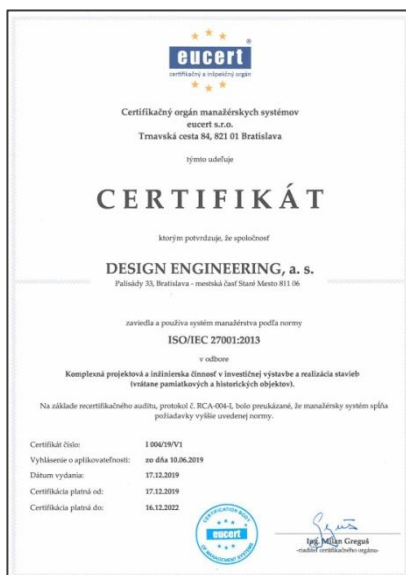 eucert
®
certifikačný a inšpekčný orgán
Certifikačný orgán manažérskych systémov
eucert s.r.o.
Trnavská cesta 84, 821 01 Bratislava
týmto udeľuje
CERTIFIKÁT
ktorým potvrdzuje, že spoločnosť
DESIGN ENGINEERING, a. s.
Palisády 33, Bratislava - mestská časť Staré Mesto 811 06
zaviedla a používa systém manažérstva podľa normy
ISO/IEC 27001:2013
v odbore
Komplexná projektová a inžinierska činnosť v investičnej výstavbe a realizácia stavieb
(vrátane pamiatkových a historických objektov).
Na základe recertifikačného auditu, protokol č. RCA-004-I, bolo preukázané, že manažérsky systém spĺňa
požiadavky vyššie uvedenej normy.
Certifikát číslo: I 004/19/V1
Vyhlásenie o aplikovateľnosti: zo dňa 10.06.2019
Dátum vydania: 17.12.2019
Certifikácia platná od: 17.12.2019
Certifikácia platná do: 16.12.2022
CERTIFICATION BODY
eucert
OF MANAGEMENT SYSTEMS
Ing. Milan Greguš
-riaditeľ certifikačného orgánu-